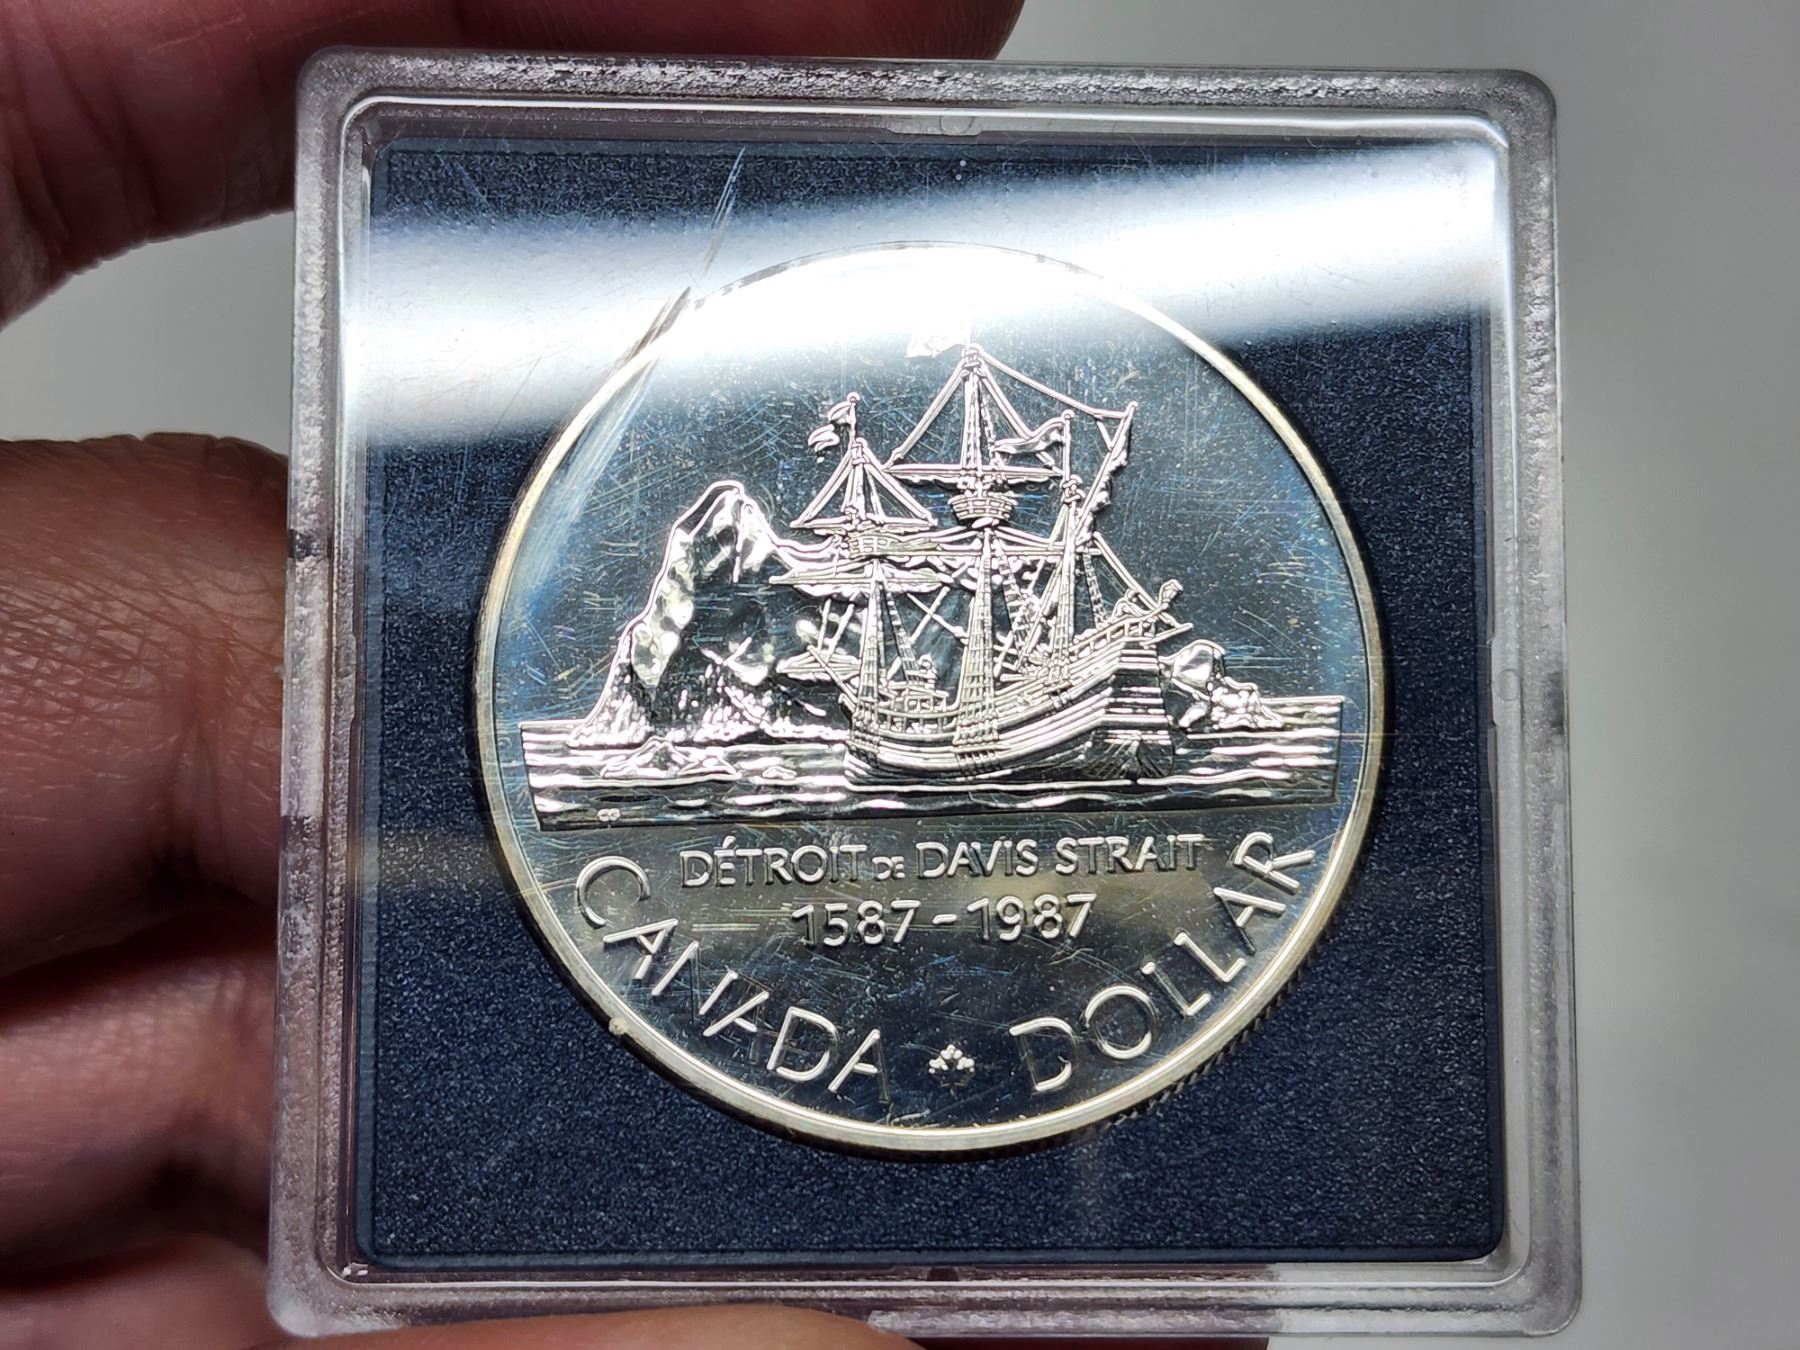 DÉTROIT DE DAVIS STRAIT
1587-1987
CANADA DOLLAR